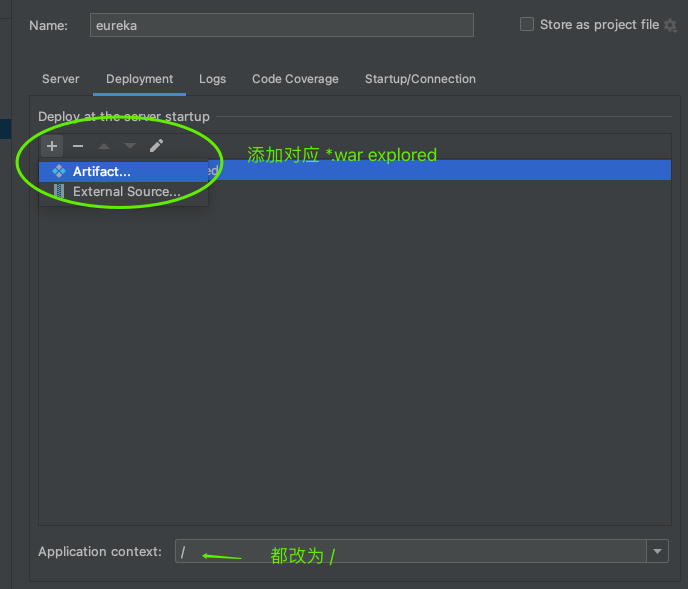 Name: eureka Store as project file
Server Deployment Logs Code Coverage Startup/Connection
Deploy at the server startup
添加对应 *.war explored
Artifact... ed
External Source...
Application context: / 都改为 /